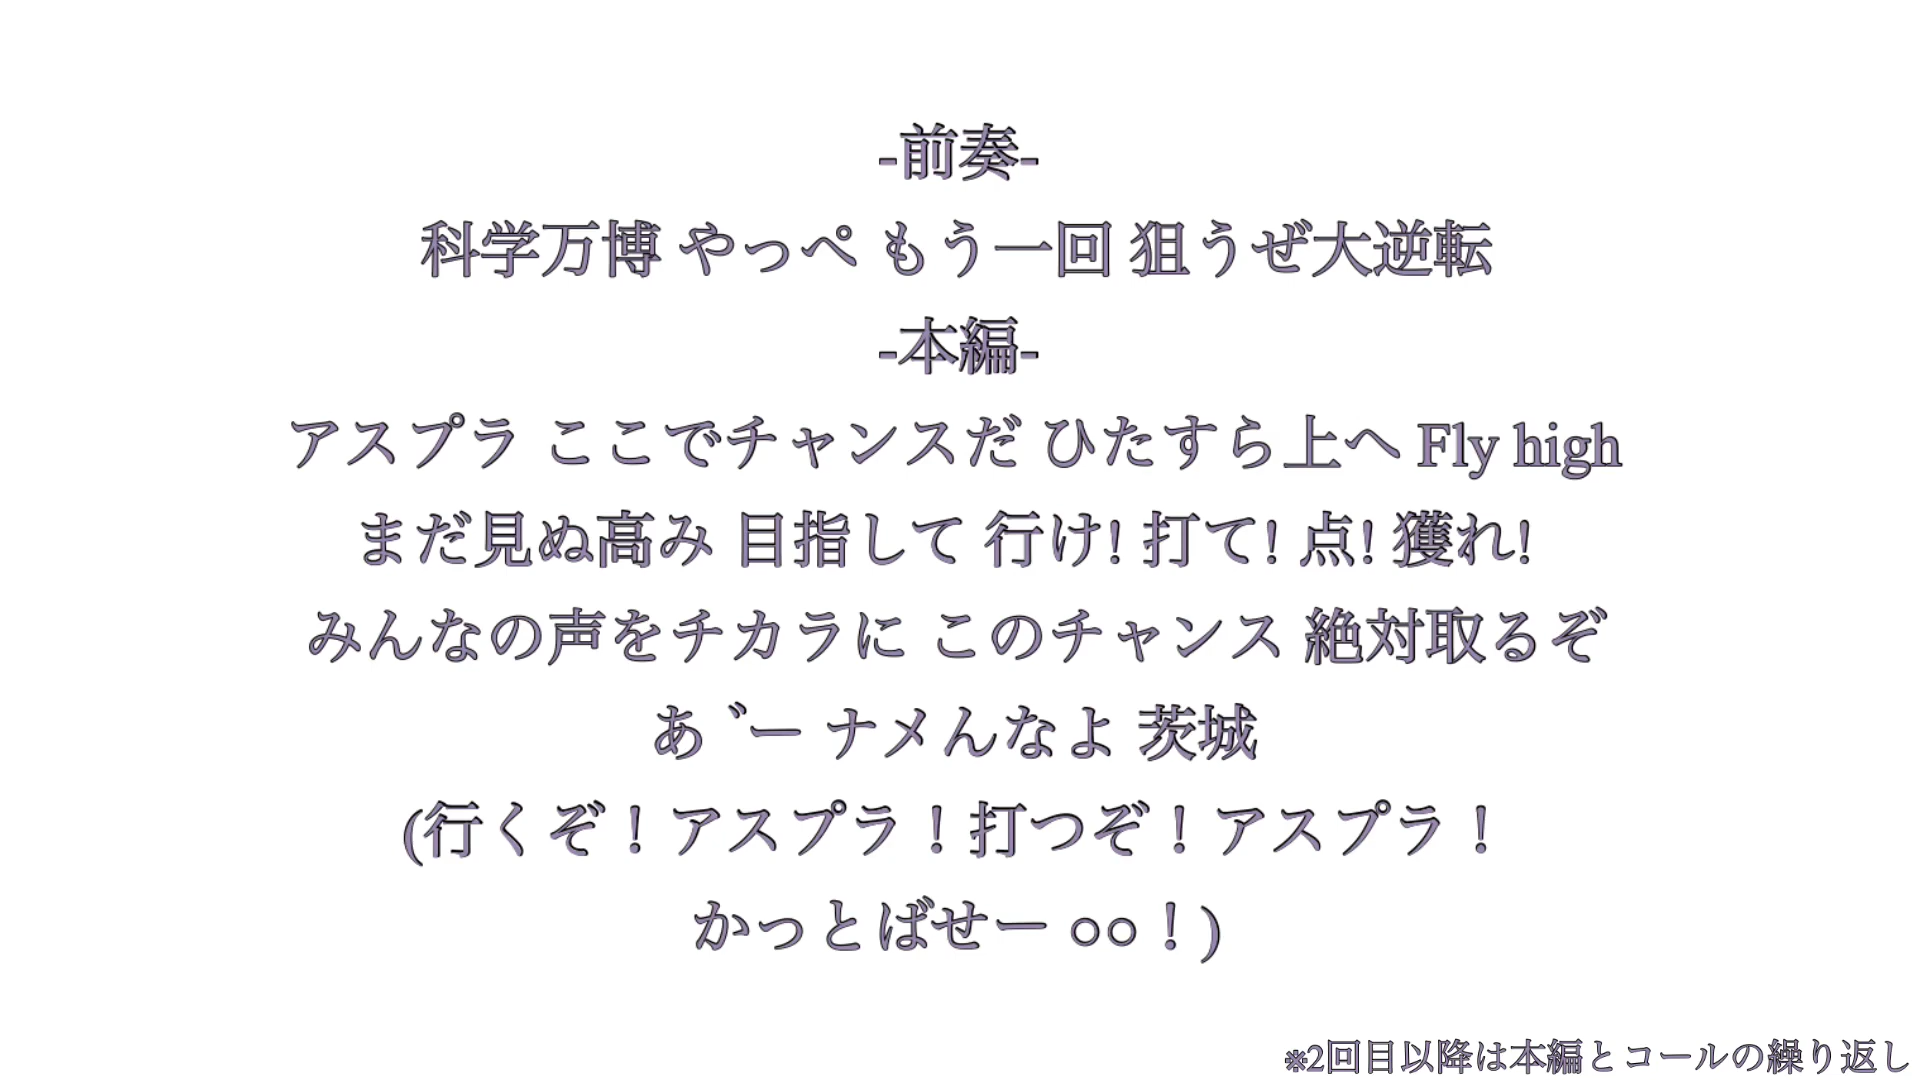 -前奏-
科学万博 やっぺ もう一回 狙うぜ大逆転
-本編-
アスプラ ここでチャンスだ ひたすら上へ Fly high
まだ見ぬ高み 目指して 行け! 打て! 点! 獲れ!
みんなの声をチカラに このチャンス 絶対取るぞ
あ゛ー ナメんなよ 茨城
(行くぞ！アスプラ！打つぞ！アスプラ！
かっとばせー ○○！)
※2回目以降は本編とコールの繰り返し